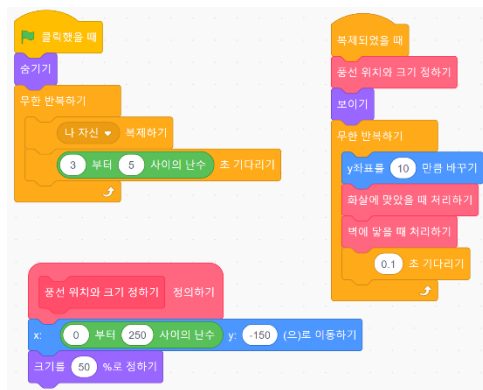 클릭했을 때
숨기기
무한 반복하기
나 자신 복제하기
3 부터 5 사이의 난수 초 기다리기
복제되었을 때
풍선 위치와 크기 정하기
보이기
무한 반복하기
y좌표를 10 만큼 바꾸기
화살에 맞았을 때 처리하기
벽에 닿을 때 처리하기
0.1 초 기다리기
풍선 위치와 크기 정하기 정의하기
x: 0 부터 250 사이의 난수 y: -150 (으)로 이동하기
크기를 50 %로 정하기